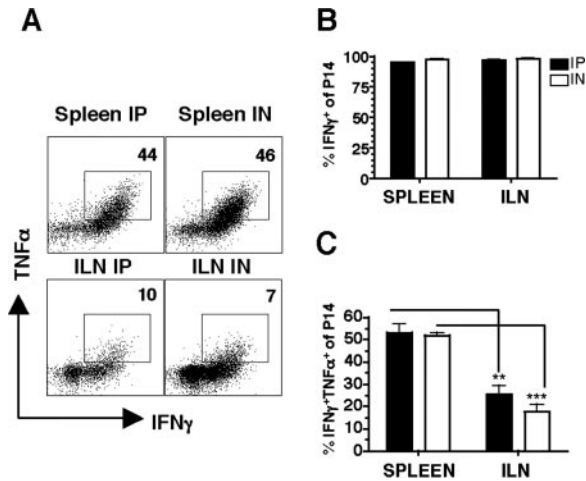 A
Spleen IP Spleen IN
44 46
ILN IP ILN IN
10 7
TNFα
IFNγ
B
% IFNγ⁺ of P14
100
75
50
25
0
SPLEEN ILN
IP
IN
C
% IFNγ⁺TNFα⁺ of P14
60
50
40
30
20
10
0
**
***
SPLEEN ILN